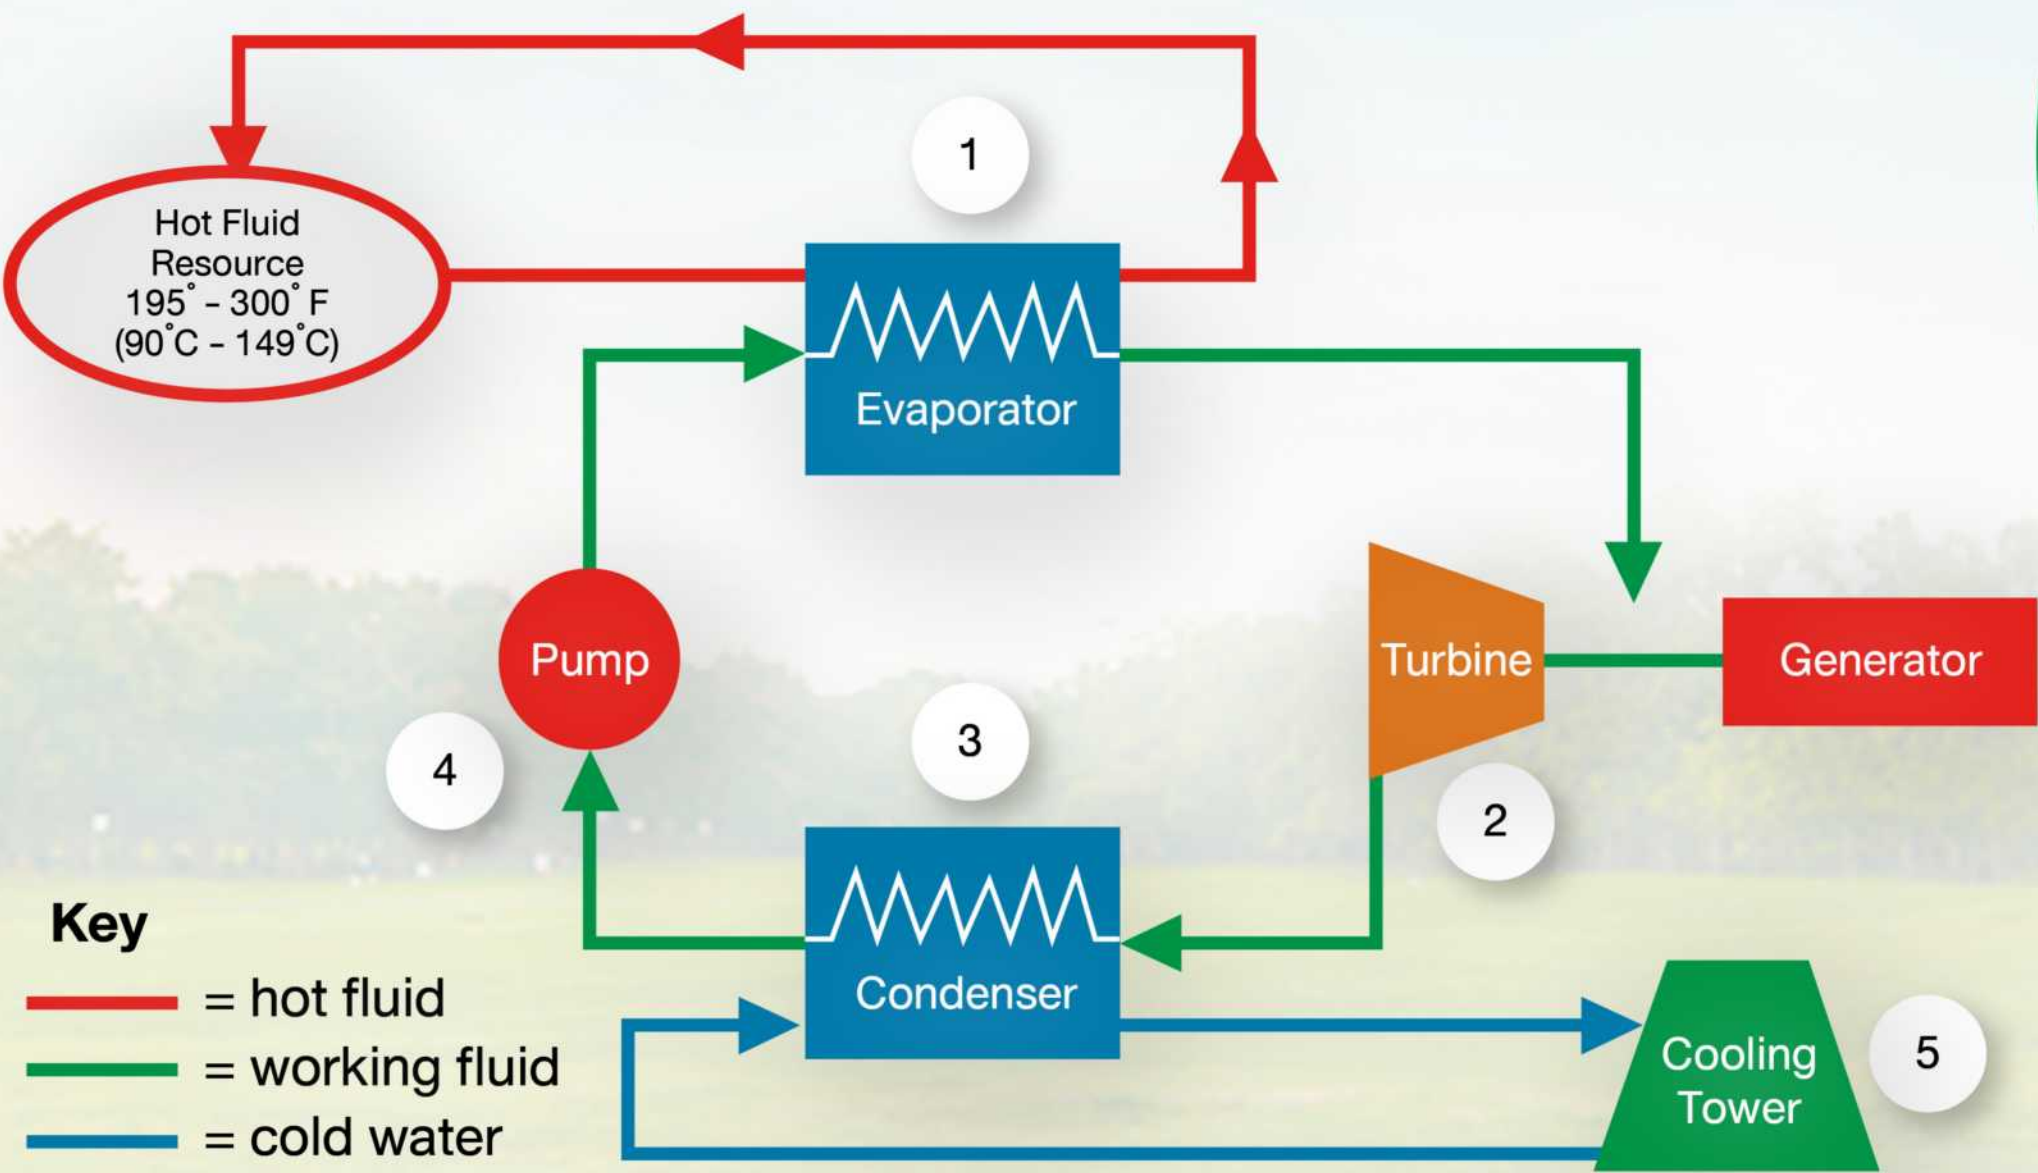 1
Hot Fluid
Resource
195° – 300° F
(90°C – 149°C)
Evaporator
Pump
Turbine
Generator
4
3
2
Condenser
Key
= hot fluid
= working fluid
= cold water
Cooling
Tower
5